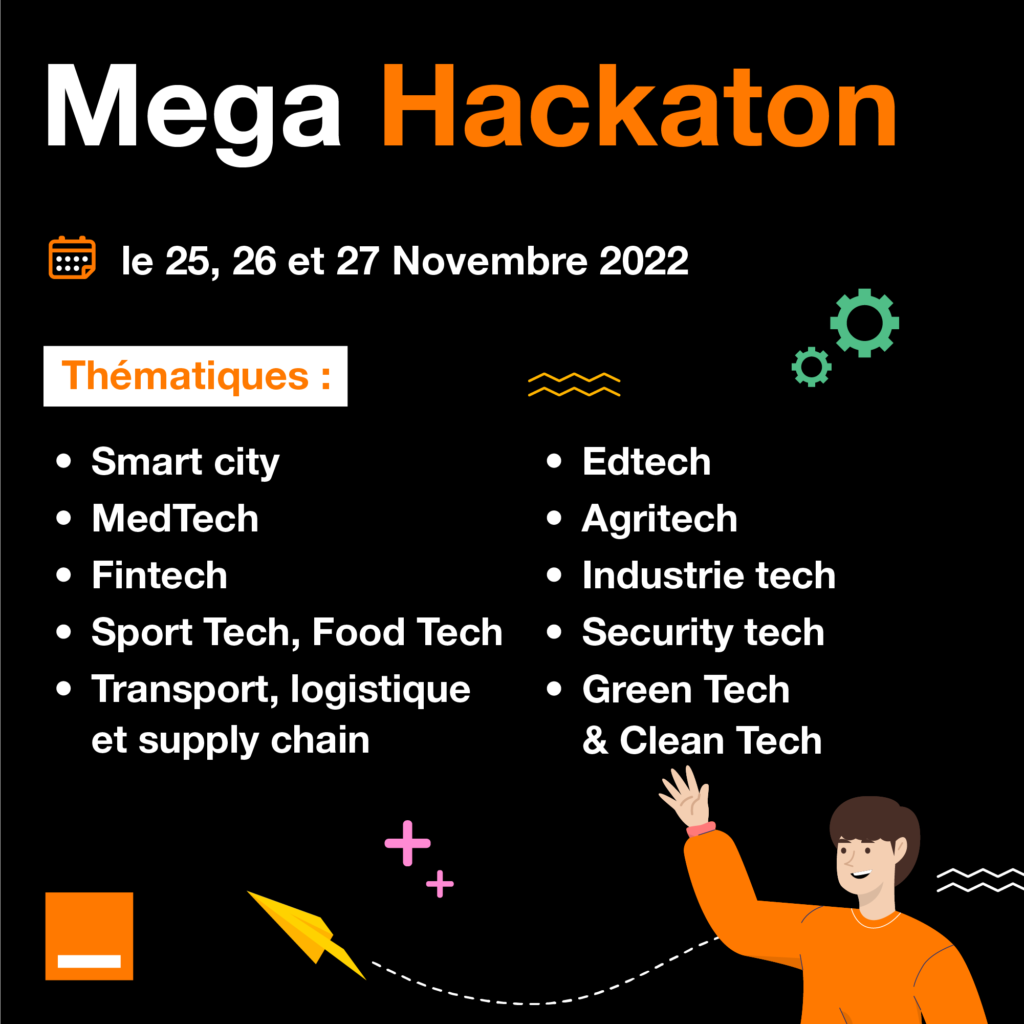 Mega Hackaton
le 25, 26 et 27 Novembre 2022
Thématiques :
• Smart city
• MedTech
• Fintech
• Sport Tech, Food Tech
• Transport, logistique
et supply chain
• Edtech
• Agritech
• Industrie tech
• Security tech
• Green Tech
& Clean Tech